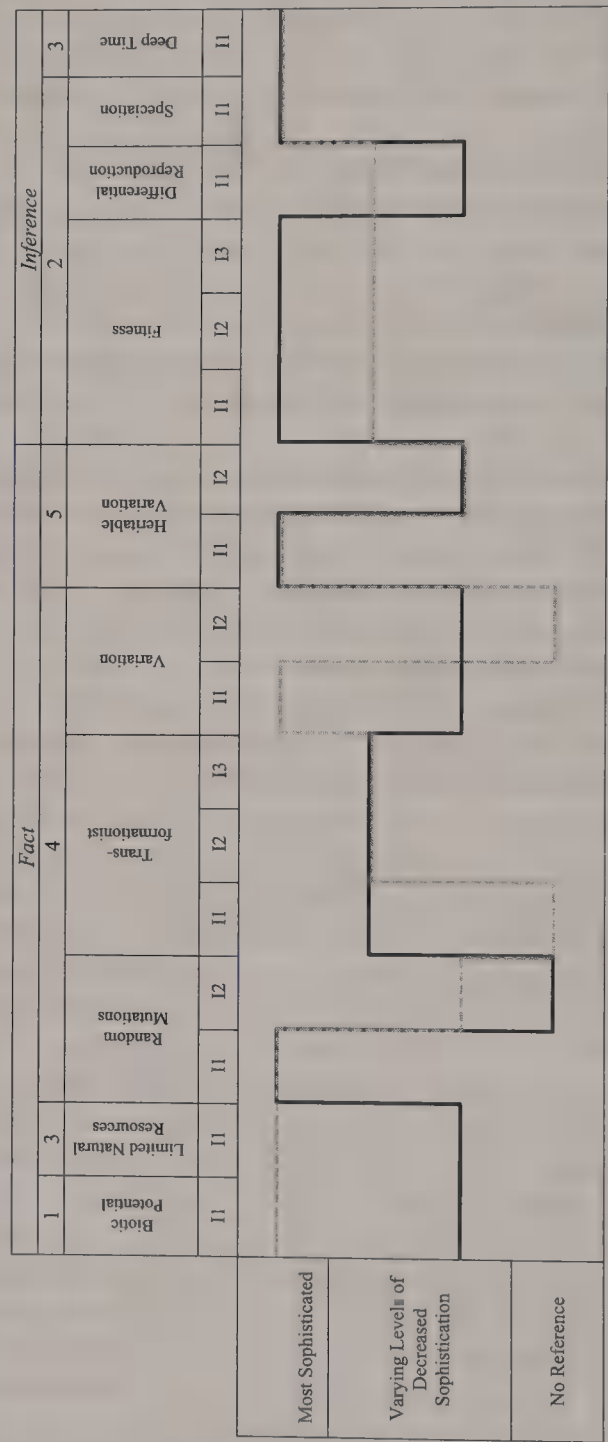 Fact
Inference
1
3
4
5
2
3
Biotic
Potential
Limited Natural
Resources
Random
Mutations
Trans-
formationist
Variation
Heritable
Variation
Fitness
Differential
Reproduction
Speciation
Deep Time
I1 I1 I1 I2 I1 I2 I3 I1 I2 I1 I2 I1 I2 I3 I1 I1 I1
Most Sophisticated
Varying Levels of
Decreased
Sophistication
No Reference